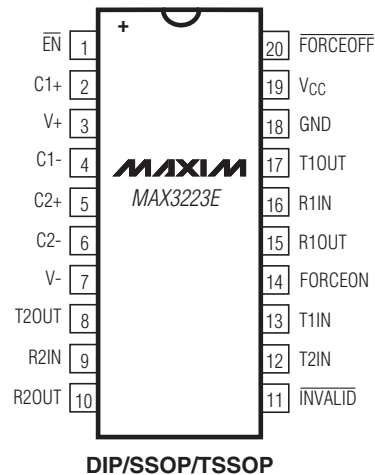 +
EN 1 20 FORCEOFF
C1+ 2 19 VCC
V+ 3 18 GND
C1- 4 MAXIM 17 T1OUT
C2+ 5 MAX3223E 16 R1IN
C2- 6 15 R1OUT
V- 7 14 FORCEON
T2OUT 8 13 T1IN
R2IN 9 12 T2IN
R2OUT 10 11 INVALID
DIP/SSOP/TSSOP